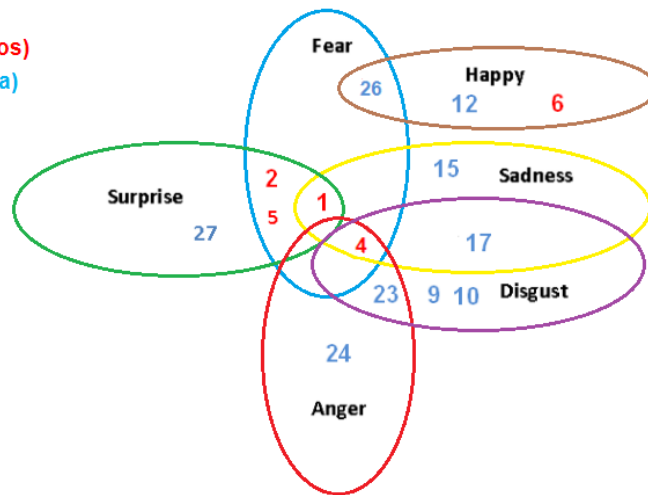 os)
a)
Fear
Happy
26
12
6
15
Sadness
2
1
Surprise
5
27
4
17
23
9
10
Disgust
24
Anger